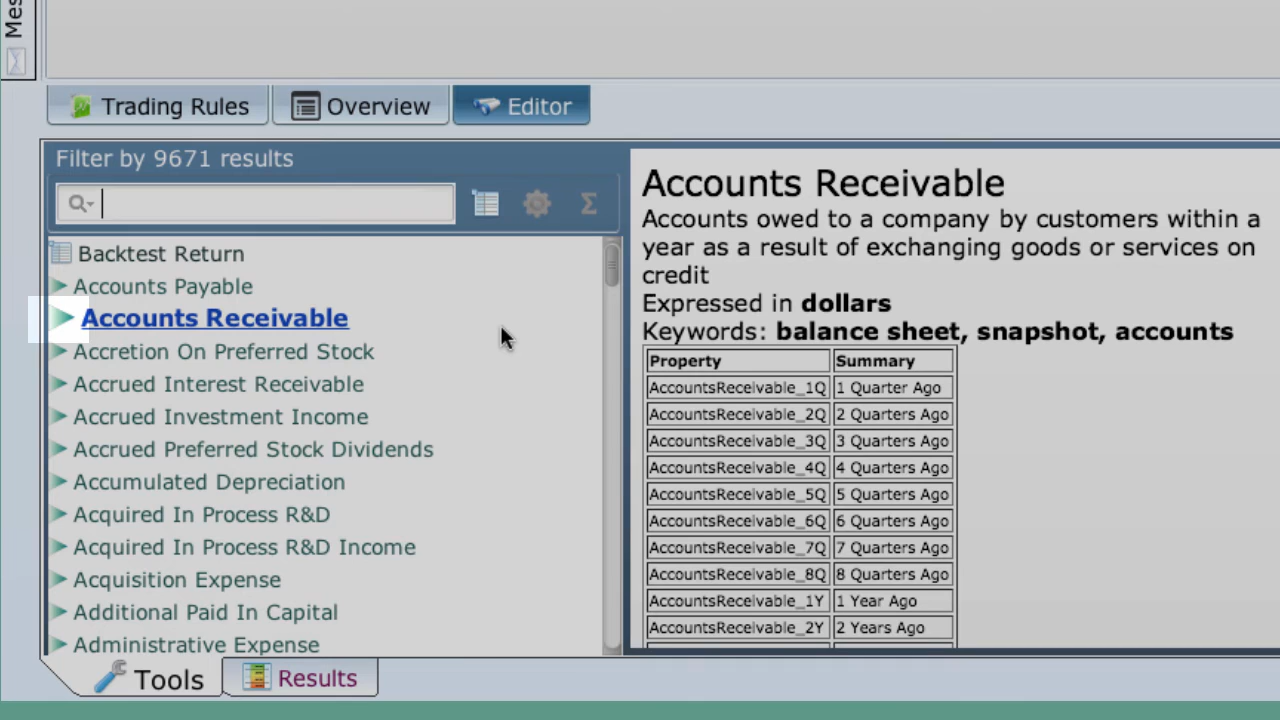 Mes
Trading Rules
Overview
Editor
Filter by 9671 results
Backtest Return
Accounts Payable
Accounts Receivable
Accretion On Preferred Stock
Accrued Interest Receivable
Accrued Investment Income
Accrued Preferred Stock Dividends
Accumulated Depreciation
Acquired In Process R&D
Acquired In Process R&D Income
Acquisition Expense
Additional Paid In Capital
Administrative Expense
Accounts Receivable
Accounts owed to a company by customers within a
year as a result of exchanging goods or services on
credit
Expressed in dollars
Keywords: balance sheet, snapshot, accounts
Property Summary
AccountsReceivable_1Q 1 Quarter Ago
AccountsReceivable_2Q 2 Quarters Ago
AccountsReceivable_3Q 3 Quarters Ago
AccountsReceivable_4Q 4 Quarters Ago
AccountsReceivable_5Q 5 Quarters Ago
AccountsReceivable_6Q 6 Quarters Ago
AccountsReceivable_7Q 7 Quarters Ago
AccountsReceivable_8Q 8 Quarters Ago
AccountsReceivable_1Y 1 Year Ago
AccountsReceivable_2Y 2 Years Ago
Tools
Results